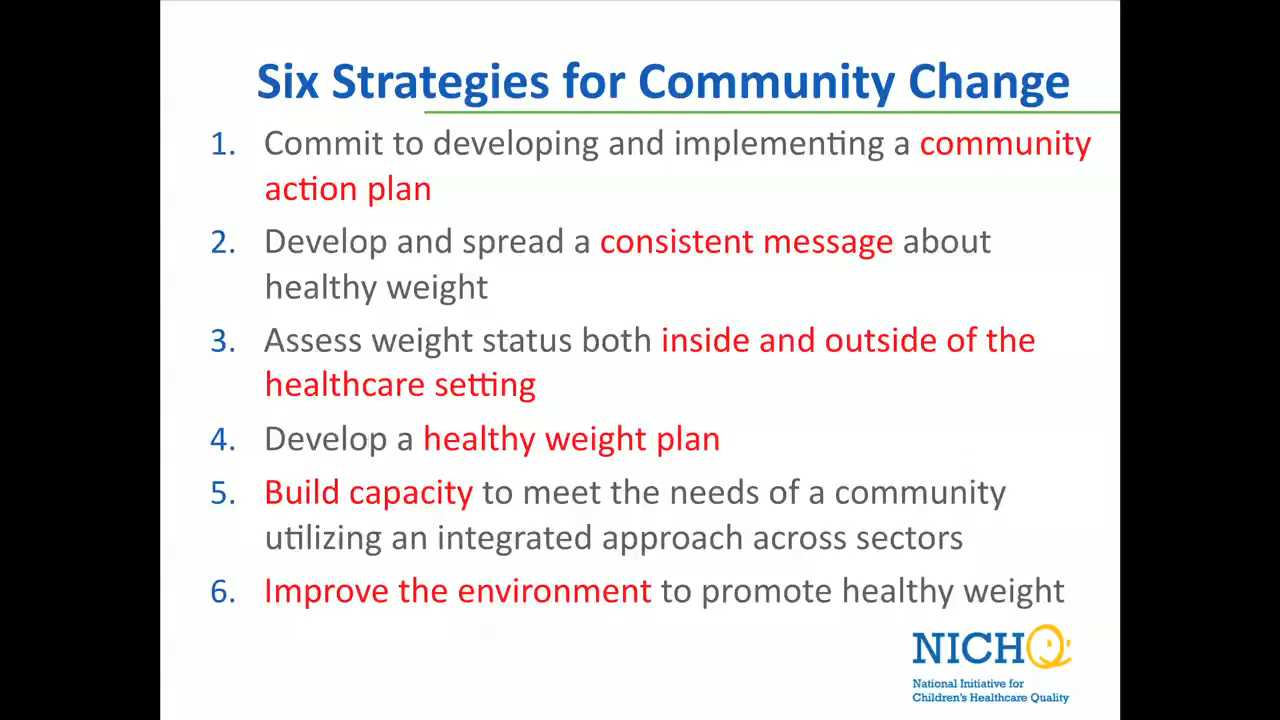 Six Strategies for Community Change
1. Commit to developing and implementing a community
action plan
2. Develop and spread a consistent message about
healthy weight
3. Assess weight status both inside and outside of the
healthcare setting
4. Develop a healthy weight plan
5. Build capacity to meet the needs of a community
utilizing an integrated approach across sectors
6. Improve the environment to promote healthy weight
NICHQ
National Initiative for
Children's Healthcare Quality